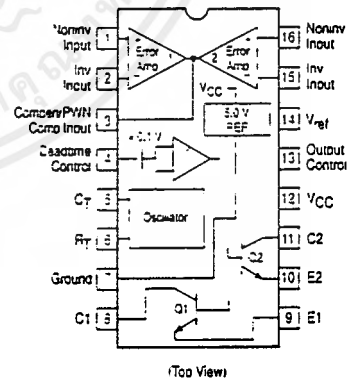 Noninv
Input
1
Inv
Input
2
Compen/PWN
Comp Input
3
Deadtime
Control
4
CT
5
RT
6
Ground
7
C1
8
+
Error
Amp
1
−
+
2
Error
Amp
−
VCC
5.0 V
REF
≈ 0.1 V
Oscillator
Q2
Q1
16
Noninv
Input
15
Inv
Input
14
Vref
13
Output
Control
12
VCC
11
C2
10
E2
9
E1
(Top View)